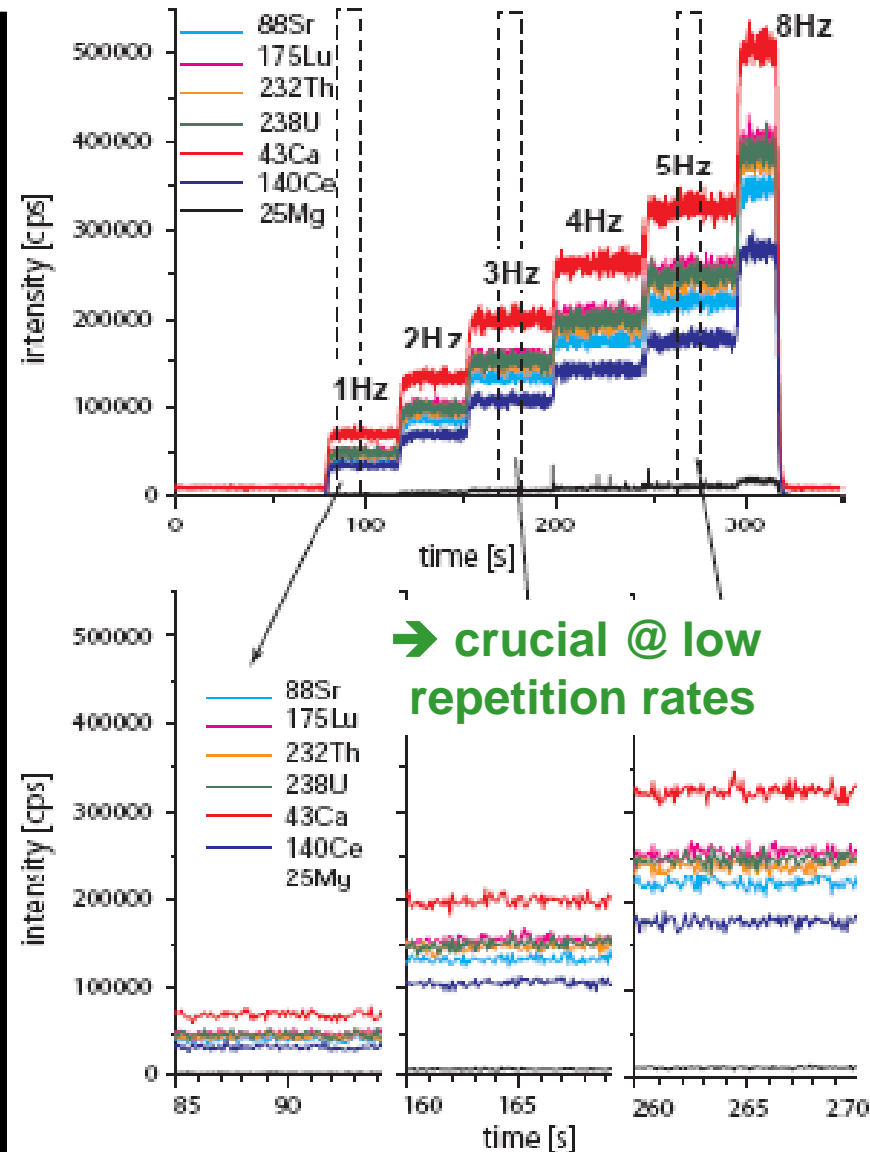 intensity [cps]
500000
400000
300000
200000
100000
0
88Sr
175Lu
232Th
238U
43Ca
140Ce
25Mg
1Hz
2Hz
3Hz
4Hz
5Hz
8Hz
0 100 200 300
time [s]
➔ crucial @ low
repetition rates
intensity [cps]
500000
400000
300000
200000
100000
0
88Sr
175Lu
232Th
238U
43Ca
140Ce
25Mg
85 90 160 165 260 265 270
time [s]